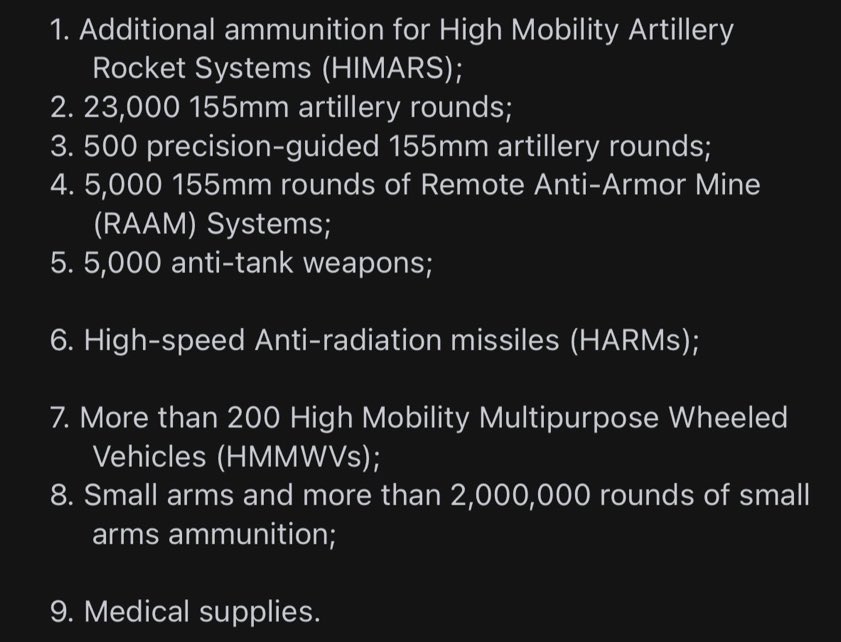 1. Additional ammunition for High Mobility Artillery
Rocket Systems (HIMARS);
2. 23,000 155mm artillery rounds;
3. 500 precision-guided 155mm artillery rounds;
4. 5,000 155mm rounds of Remote Anti-Armor Mine
(RAAM) Systems;
5. 5,000 anti-tank weapons;
6. High-speed Anti-radiation missiles (HARMs);
7. More than 200 High Mobility Multipurpose Wheeled
Vehicles (HMMWVs);
8. Small arms and more than 2,000,000 rounds of small
arms ammunition;
9. Medical supplies.